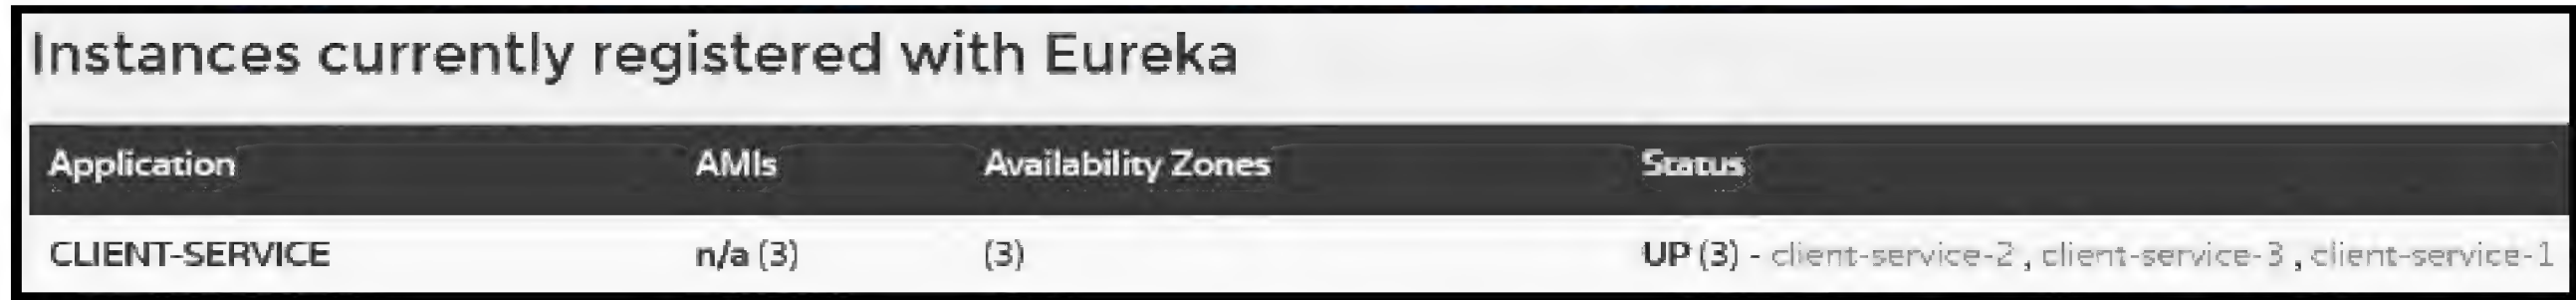 Instances currently registered with Eureka
Application AMIs Availability Zones Status
CLIENT-SERVICE n/a (3) (3) UP (3) - client-service-2 , client-service-3 , client-service-1